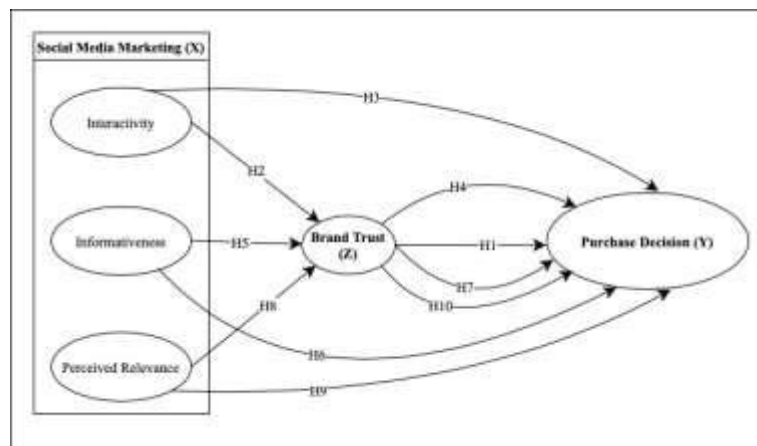 Social Media Marketing (X)
Interactivity
H3
H2
H4
Informativeness
H5
Brand Trust
(Z)
H1
Purchase Decision (Y)
H7
H8
H10
Perceived Relevance
H6
H9